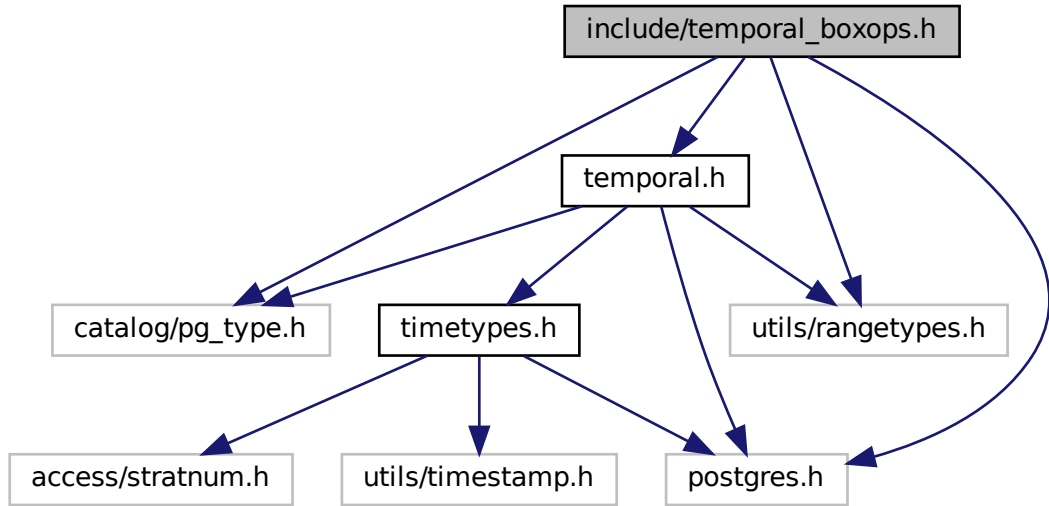 include/temporal_boxops.h
temporal.h
catalog/pg_type.h
timetypes.h
utils/rangetypes.h
access/stratnum.h
utils/timestamp.h
postgres.h